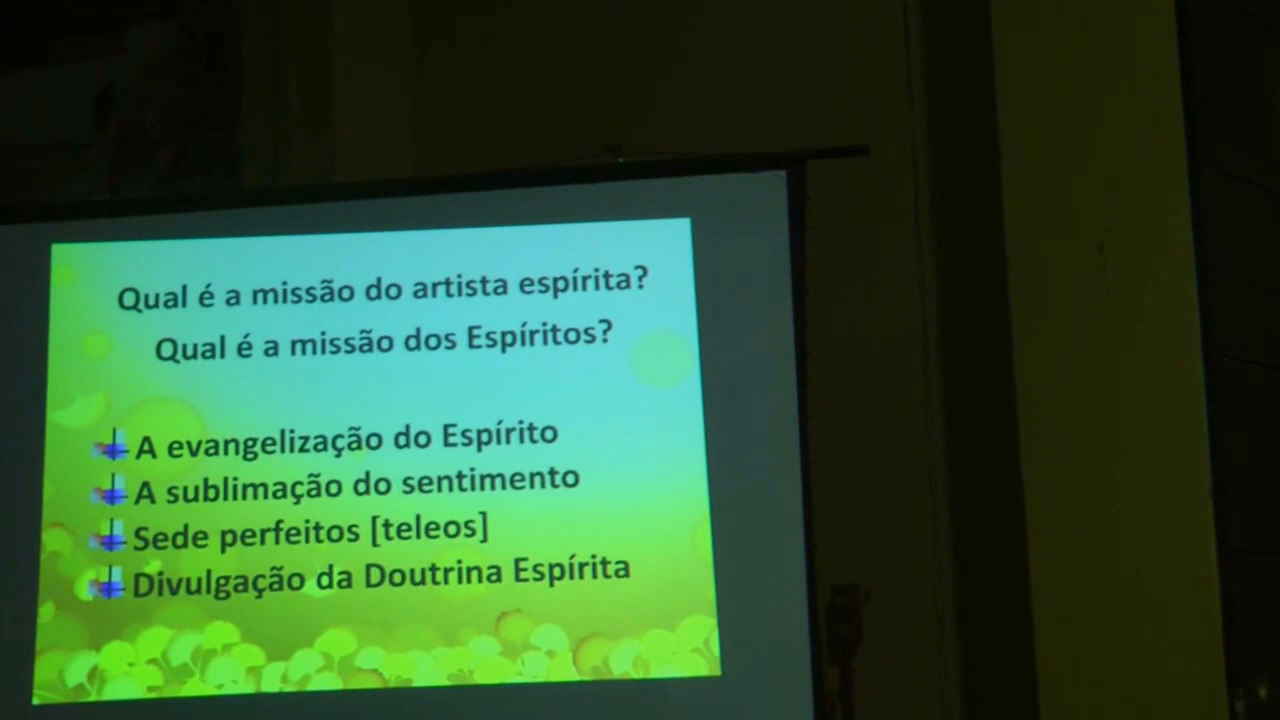 Qual é a missão do artista espírita?
Qual é a missão dos Espíritos?
A evangelização do Espírito
A sublimação do sentimento
Sede perfeitos [teleos]
Divulgação da Doutrina Espírita